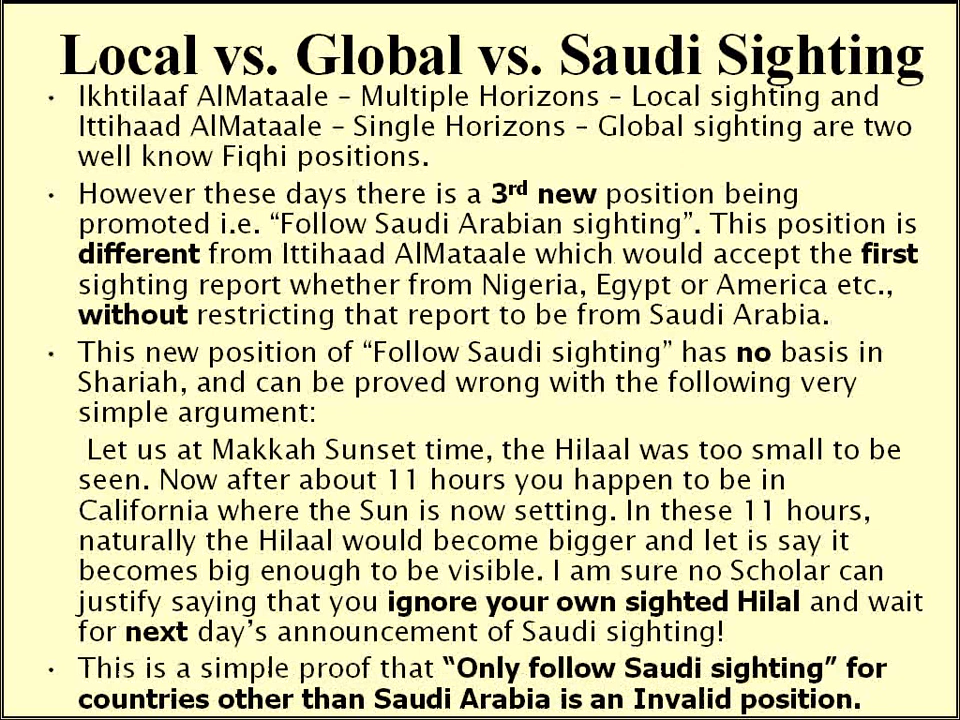 Local vs. Global vs. Saudi Sighting
• Ikhtilaaf AlMataale – Multiple Horizons – Local sighting and
Ittihaad AlMataale – Single Horizons – Global sighting are two
well know Fiqhi positions.
• However these days there is a 3rd new position being
promoted i.e. “Follow Saudi Arabian sighting”. This position is
different from Ittihaad AlMataale which would accept the first
sighting report whether from Nigeria, Egypt or America etc.,
without restricting that report to be from Saudi Arabia.
• This new position of “Follow Saudi sighting” has no basis in
Shariah, and can be proved wrong with the following very
simple argument:
Let us at Makkah Sunset time, the Hilaal was too small to be
seen. Now after about 11 hours you happen to be in
California where the Sun is now setting. In these 11 hours,
naturally the Hilaal would become bigger and let is say it
becomes big enough to be visible. I am sure no Scholar can
justify saying that you ignore your own sighted Hilal and wait
for next day’s announcement of Saudi sighting!
• This is a simple proof that “Only follow Saudi sighting” for
countries other than Saudi Arabia is an Invalid position.